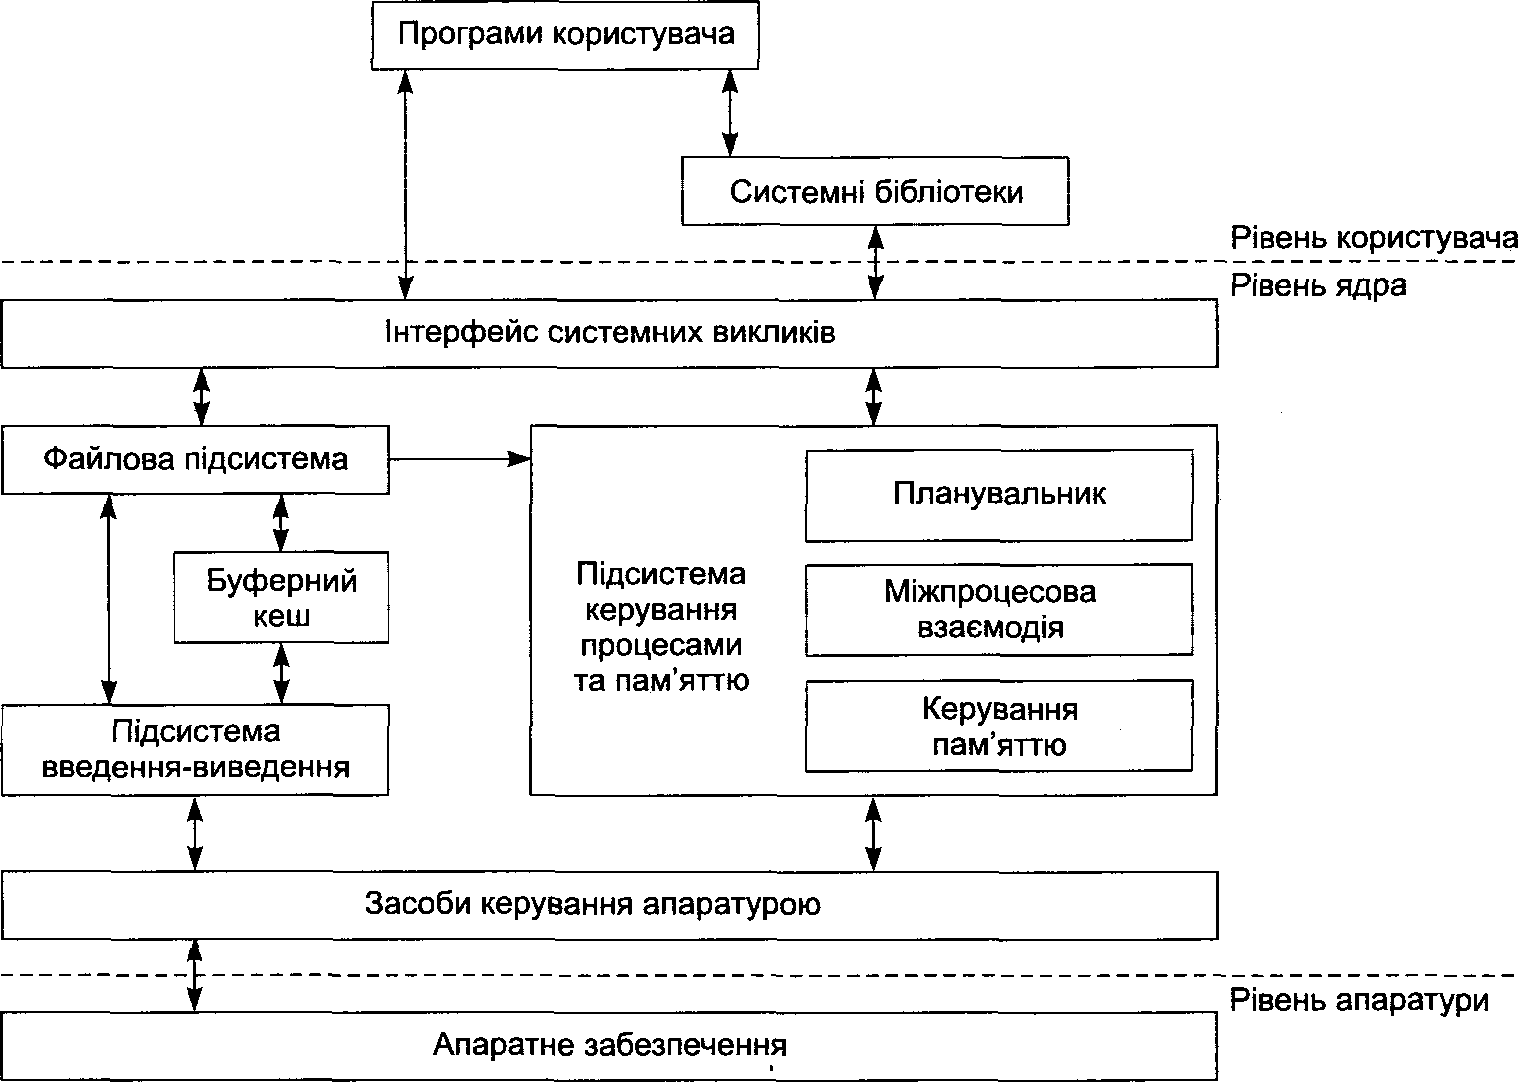 Програми користувача
Системні бібліотеки
Рівень користувача
Рівень ядра
Інтерфейс системних викликів
Файлова підсистема
Планувальник
Буферний
кеш
Підсистема
керування
процесами
та пам’яттю
Міжпроцесова
взаємодія
Керування
пам’яттю
Підсистема
введення-виведення
Засоби керування апаратурою
Рівень апаратури
Апаратне забезпечення